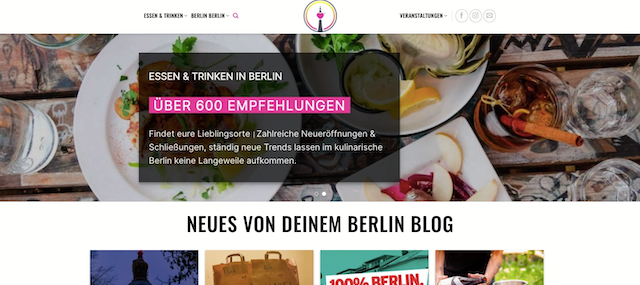 ESSEN & TRINKEN
BERLIN BERLIN
VERANSTALTUNGEN
ESSEN & TRINKEN IN BERLIN
ÜBER 600 EMPFEHLUNGEN
Findet eure Lieblingsorte | Zahlreiche Neueröffnungen &
Schließungen, ständig neue Trends lassen im kulinarische
Berlin keine Langeweile aufkommen.
NEUES VON DEINEM BERLIN BLOG
100% BERLIN.